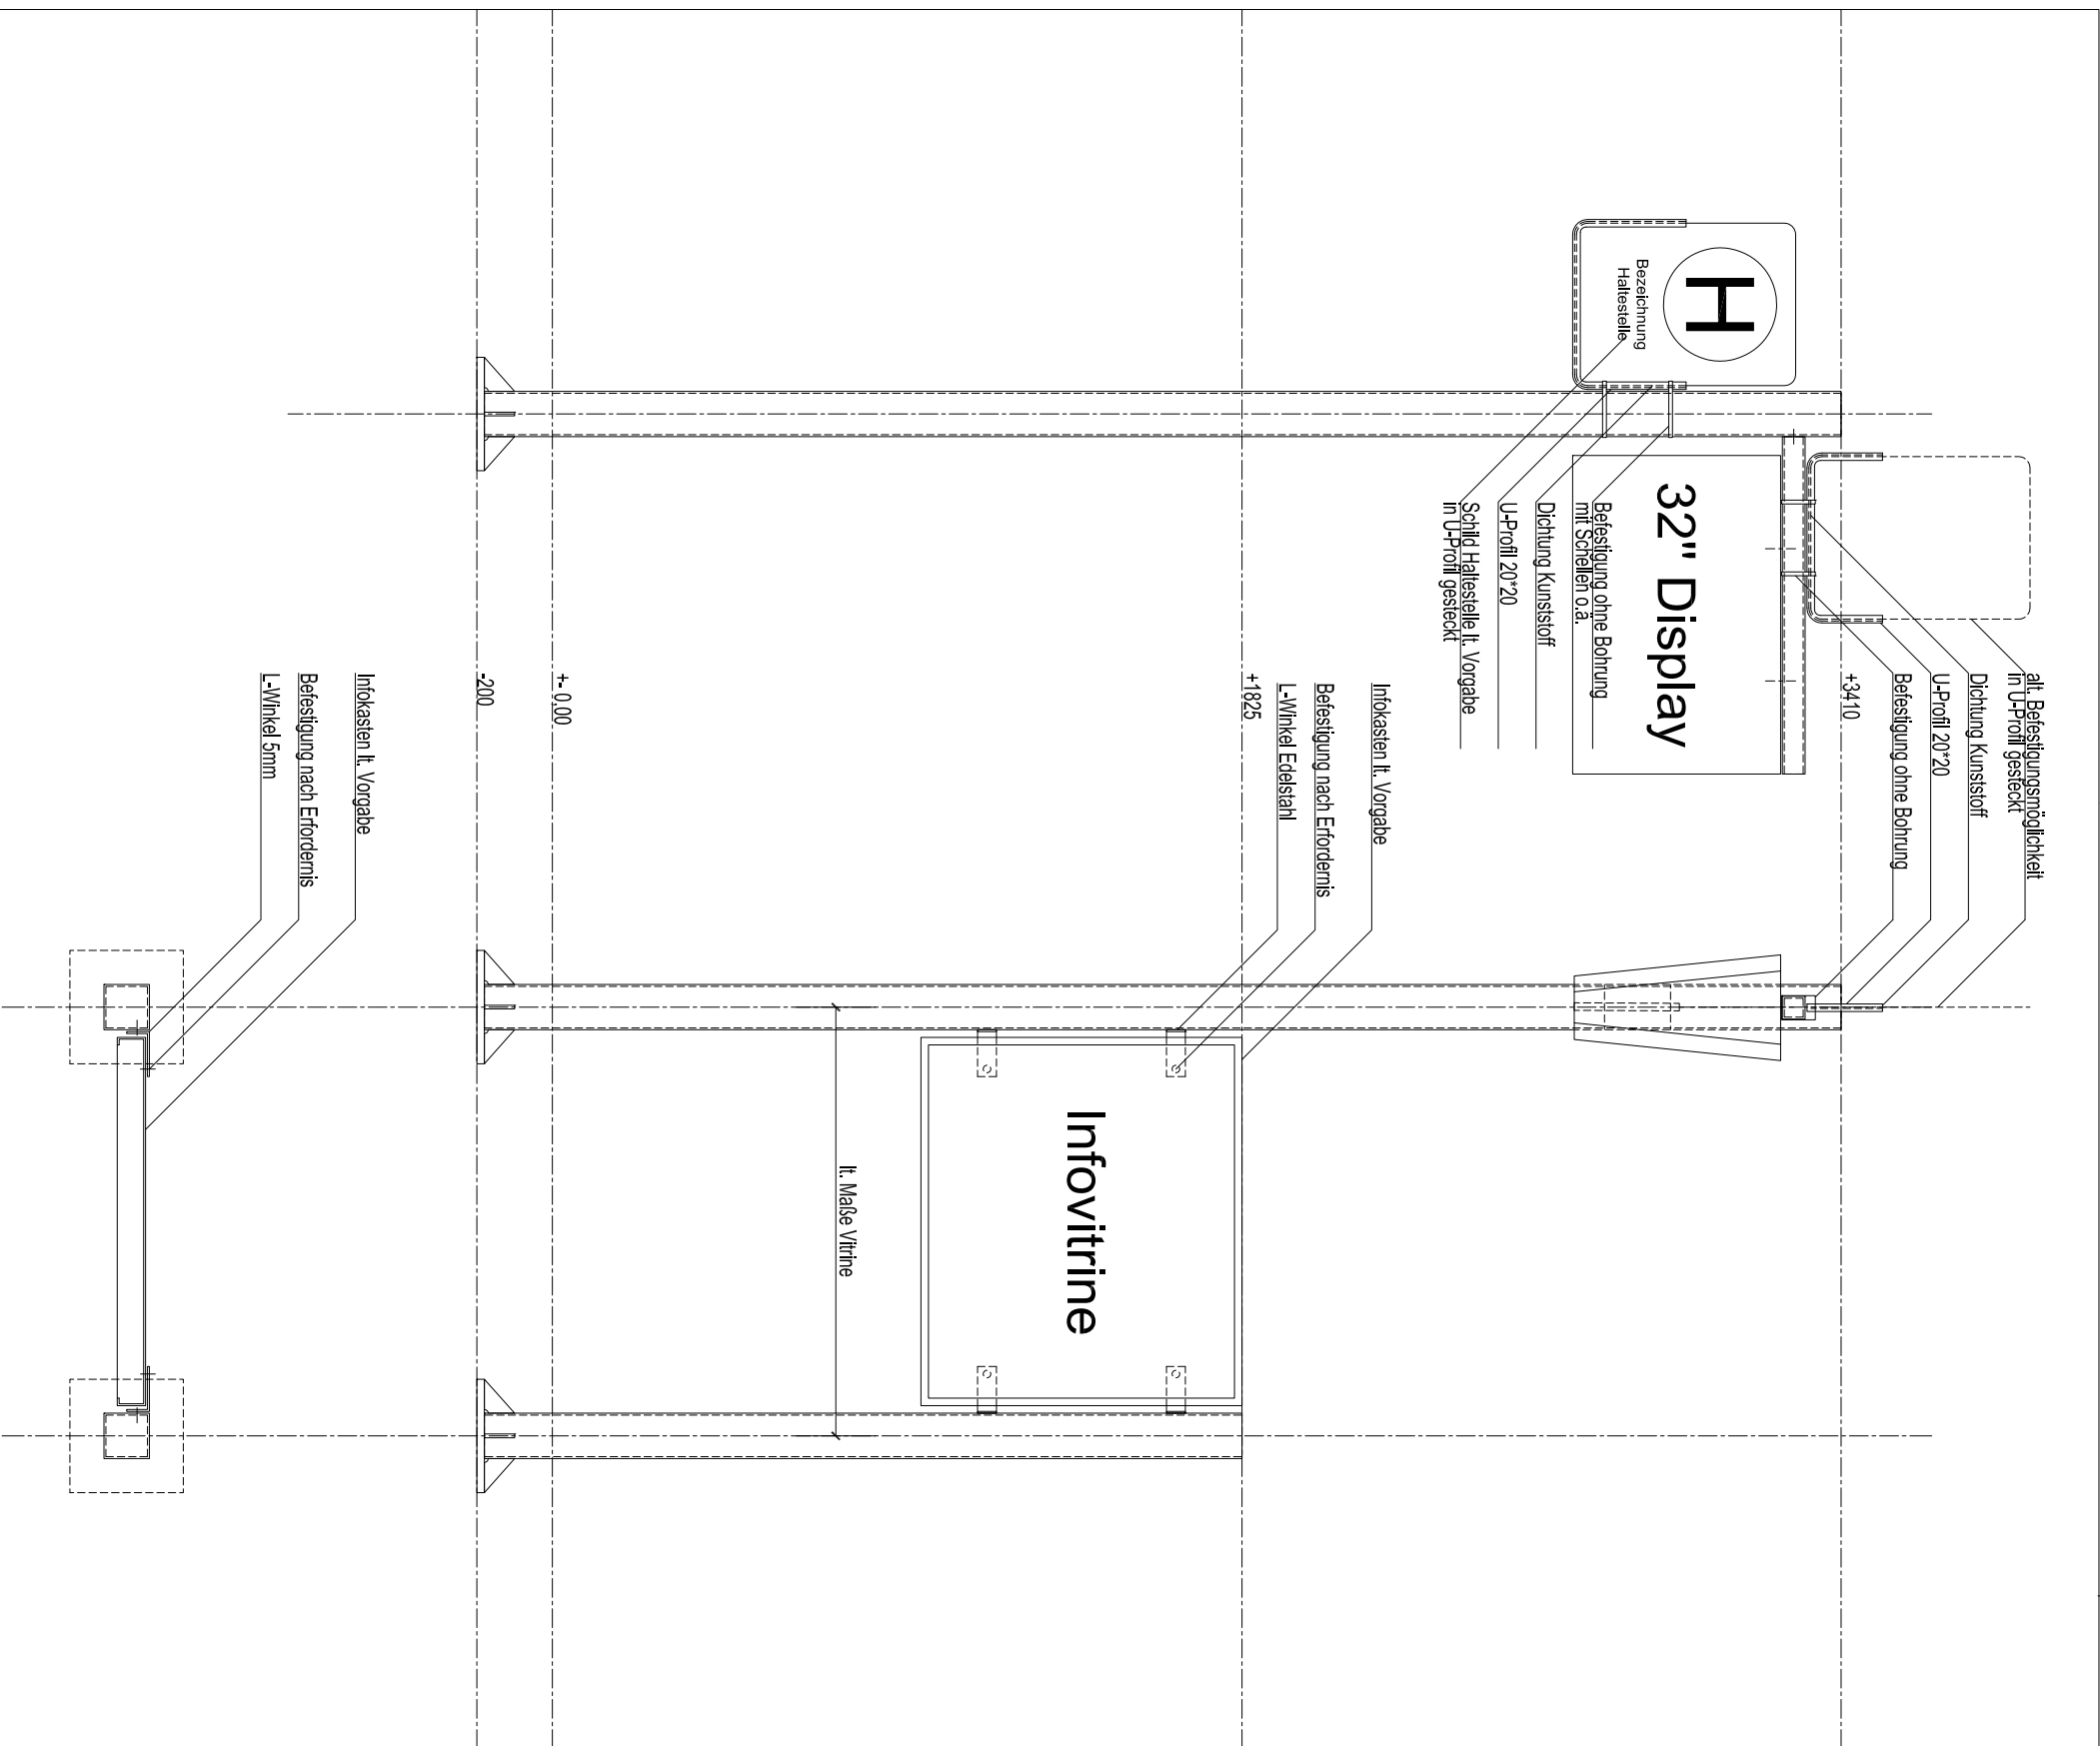 alt. Befestigungsmöglichkeit
in U-Profil gesteckt
Dichtung Kunststoff
U-Profil 20*20
Befestigung ohne Bohrung
+3410
H
Bezeichnung
Haltestelle
32" Display
Befestigung ohne Bohrung
mit Schellen o.ä.
Dichtung Kunststoff
U-Profil 20*20
Schild Haltestelle lt. Vorgabe
in U-Profil gesteckt
Infokasten lt. Vorgabe
Befestigung nach Erfordernis
L-Winkel Edelstahl
+1825
Infovitrine
lt. Maße Vitrine
+- 0,00
-200
Infokasten lt. Vorgabe
Befestigung nach Erfordernis
L-Winkel 5mm